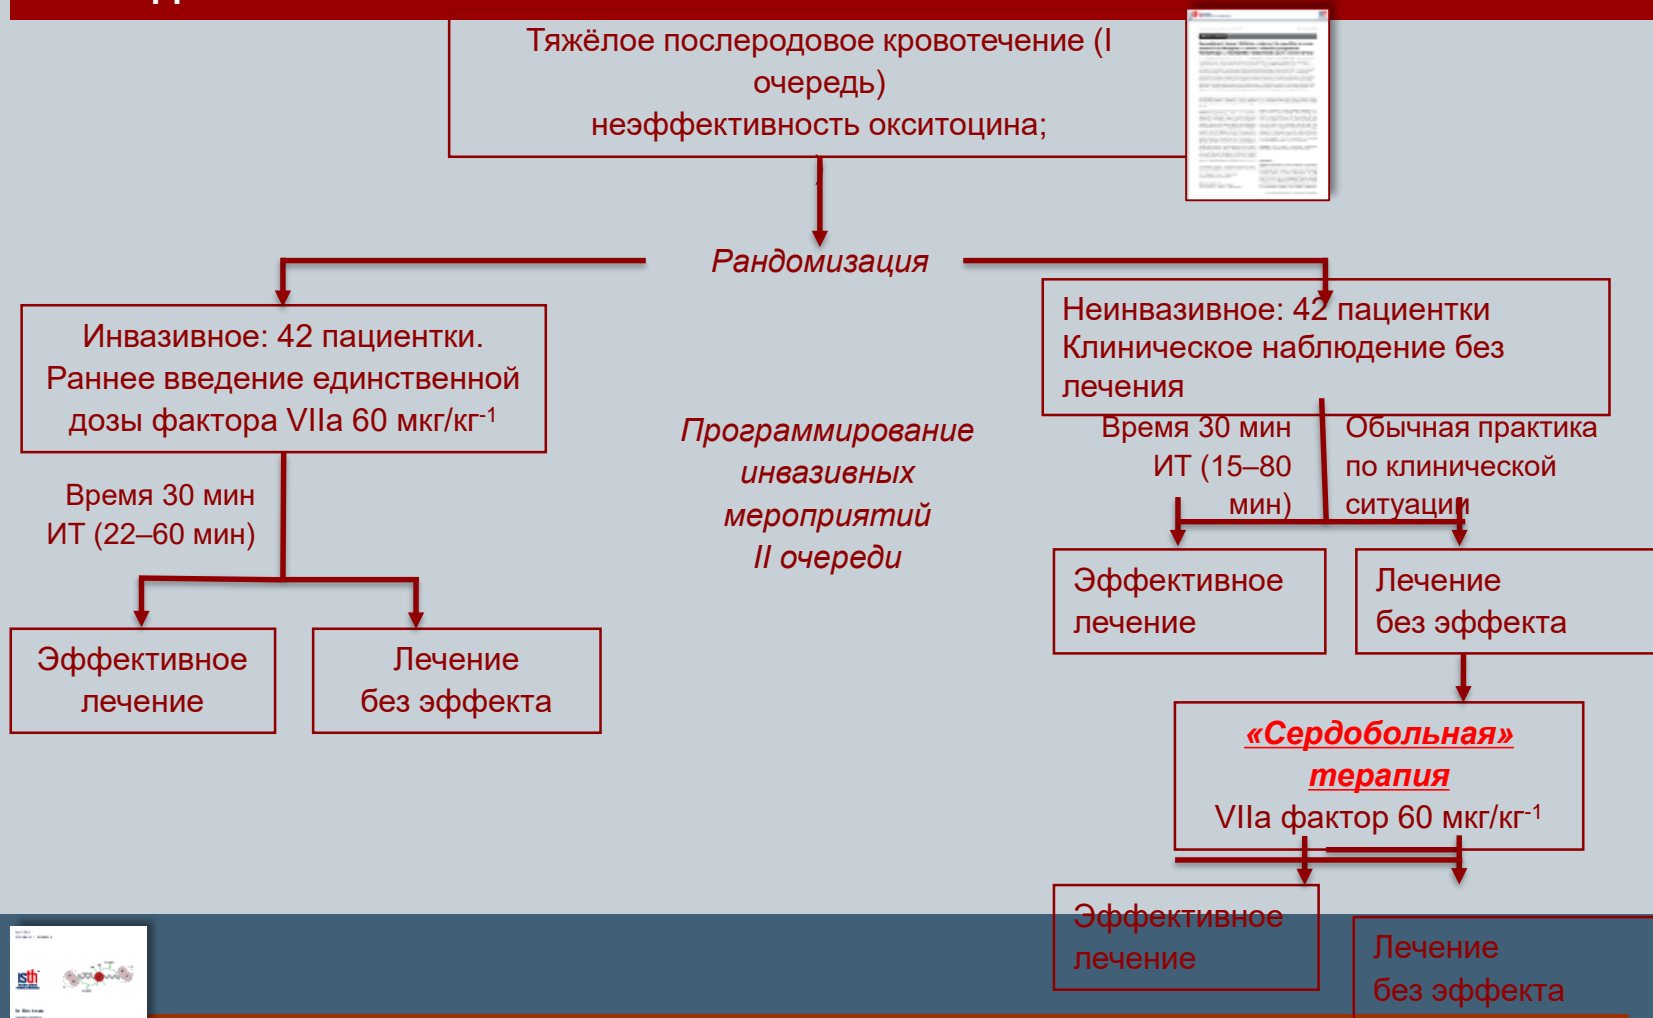 Тяжёлое послеродовое кровотечение (I
очередь)
неэффективность окситоцина;
Рандомизация
Инвазивное: 42 пациентки.
Раннее введение единственной
дозы фактора VIIa 60 мкг/кг-1
Время 30 мин
ИТ (22–60 мин)
Эффективное
лечение
Лечение
без эффекта
Программирование
инвазивных
мероприятий
II очереди
Неинвазивное: 42 пациентки
Клиническое наблюдение без
лечения
Время 30 мин
ИТ (15–80
мин)
Обычная практика
по клинической
ситуации
Эффективное
лечение
Лечение
без эффекта
«Сердобольная»
терапия
VIIa фактор 60 мкг/кг-1
Эффективное
лечение
Лечение
без эффекта
isth